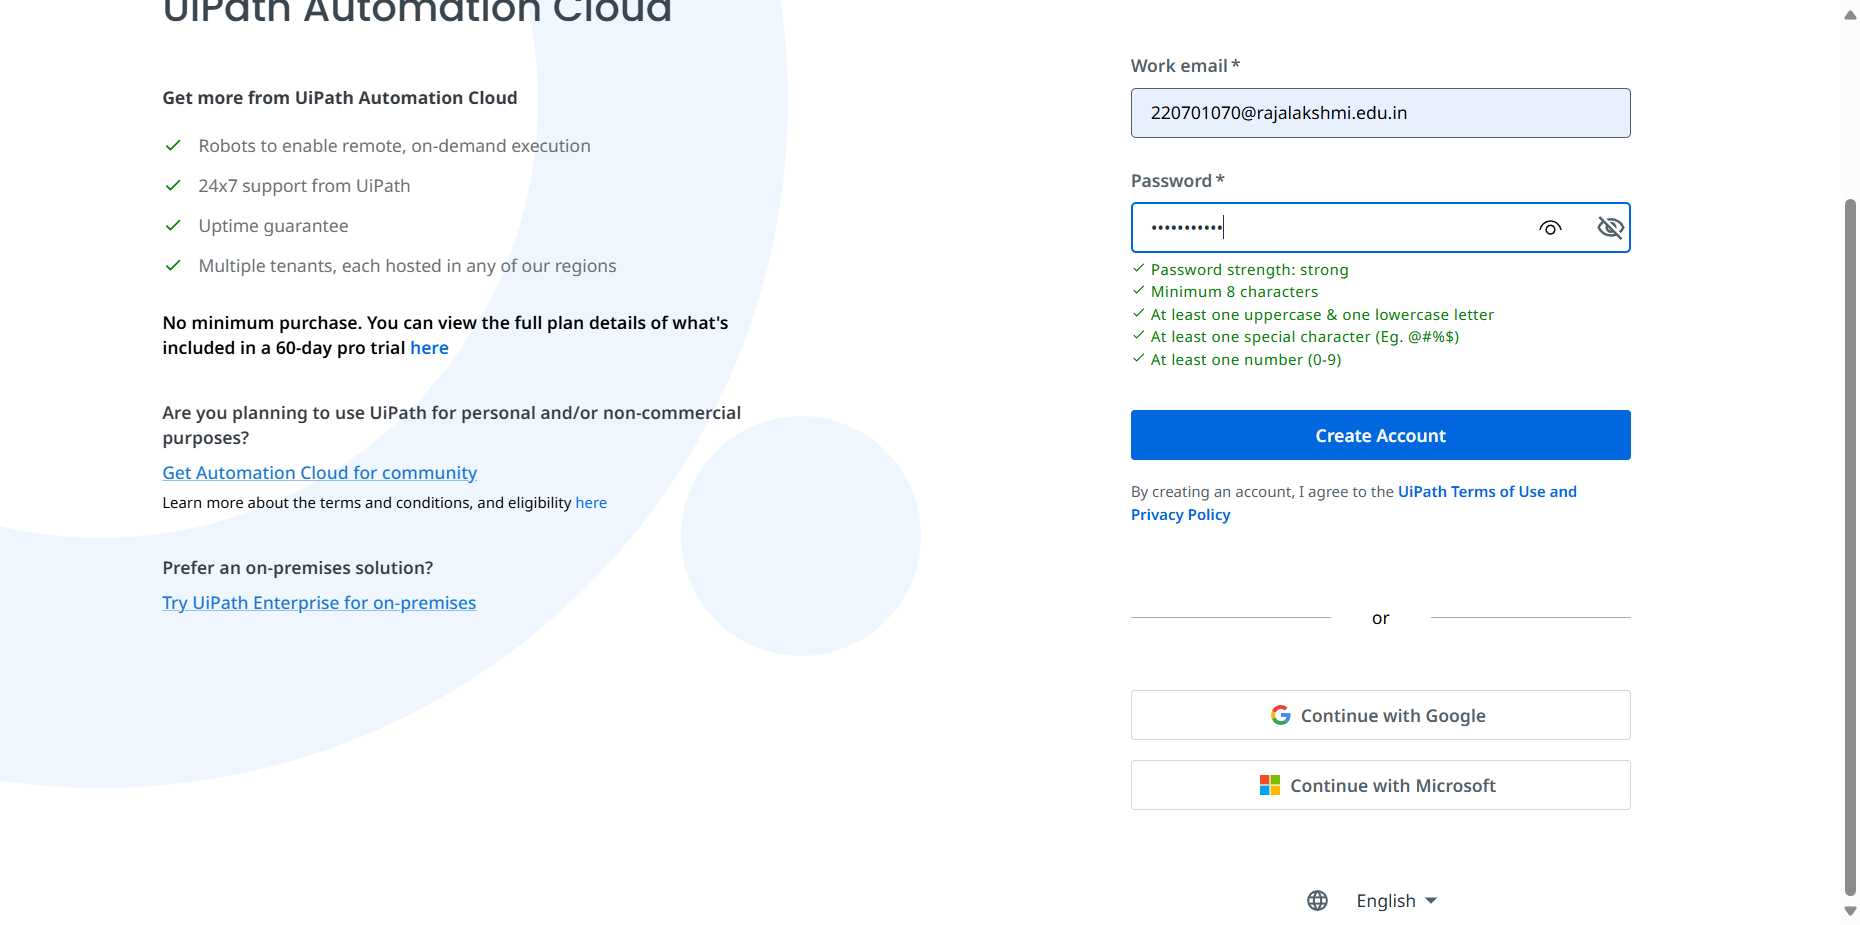 UiPath Automation Cloud
Get more from UiPath Automation Cloud
Robots to enable remote, on-demand execution
24x7 support from UiPath
Uptime guarantee
Multiple tenants, each hosted in any of our regions
No minimum purchase. You can view the full plan details of what's
included in a 60-day pro trial here
Are you planning to use UiPath for personal and/or non-commercial
purposes?
Get Automation Cloud for community
Learn more about the terms and conditions, and eligibility here
Prefer an on-premises solution?
Try UiPath Enterprise for on-premises
Work email *
220701070@rajalakshmi.edu.in
Password *
•••••••••••
Password strength: strong
Minimum 8 characters
At least one uppercase & one lowercase letter
At least one special character (Eg. @#%$)
At least one number (0-9)
Create Account
By creating an account, I agree to the UiPath Terms of Use and
Privacy Policy
or
Continue with Google
Continue with Microsoft
English